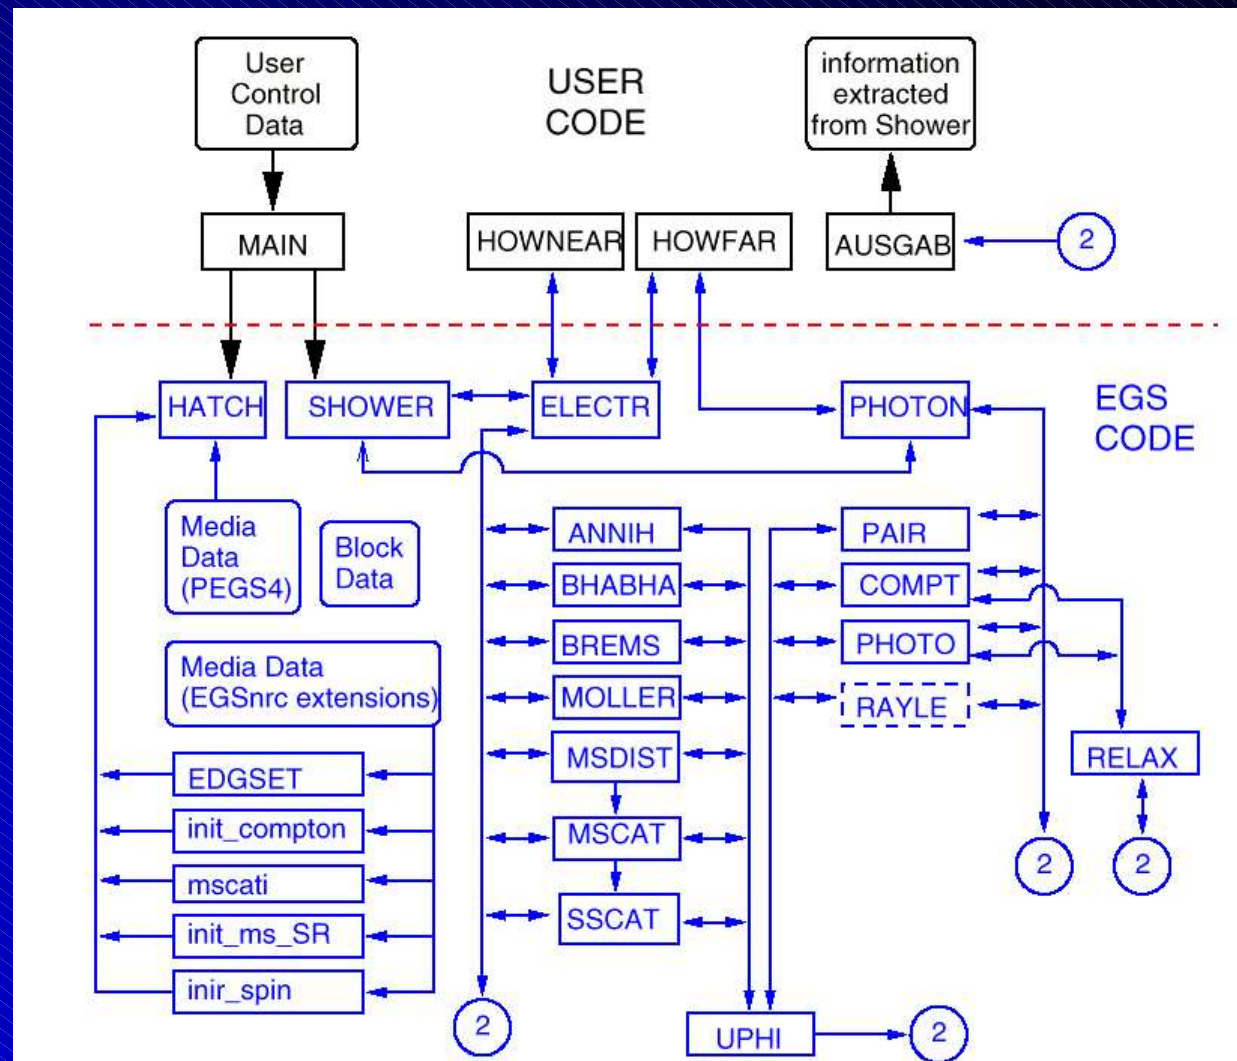 User
Control
Data
USER
CODE
information
extracted
from Shower
MAIN
HOWNEAR
HOWFAR
AUSGAB
2
HATCH
SHOWER
ELECTR
PHOTON
EGS
CODE
Media
Data
(PEGS4)
Block
Data
Media Data
(EGSnrc extensions)
EDGSET
init_compton
mscati
init_ms_SR
inir_spin
ANNIH
BHABHA
BREMS
MOLLER
MSDIST
MSCAT
SSCAT
PAIR
COMPT
PHOTO
RAYLE
RELAX
2
2
2
UPHI
2